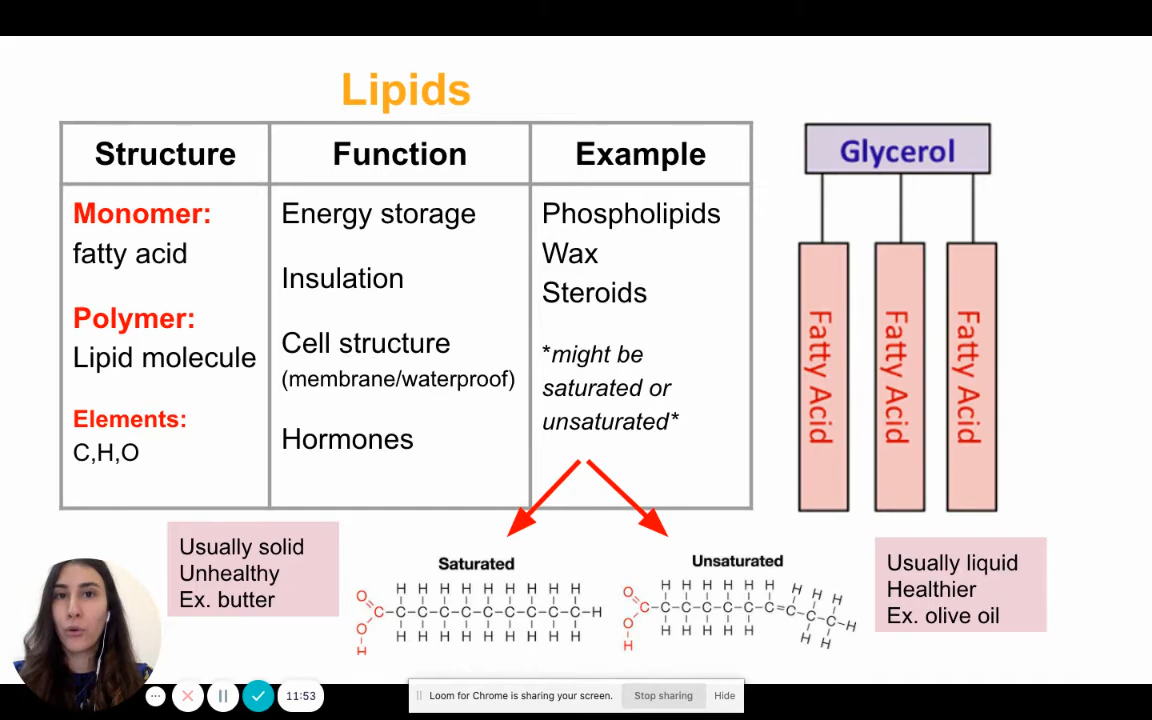 Lipids
Structure
Function
Example
Monomer:
fatty acid
Polymer:
Lipid molecule
Elements:
C,H,O
Energy storage
Insulation
Cell structure
(membrane/waterproof)
Hormones
Phospholipids
Wax
Steroids
*might be
saturated or
unsaturated*
Glycerol
Fatty Acid
Fatty Acid
Fatty Acid
Usually solid
Unhealthy
Ex. butter
Saturated
H H H H H H H H H
O
C-C-C-C-C-C-C-C-C-C-H
O
H H H H H H H H H
H
Unsaturated
H H H H H H H H
O
C-C-C-C-C-C=C-C-C-H
O
H H H H H H
H
Usually liquid
Healthier
Ex. olive oil
11:53
Loom for Chrome is sharing your screen.
Stop sharing
Hide